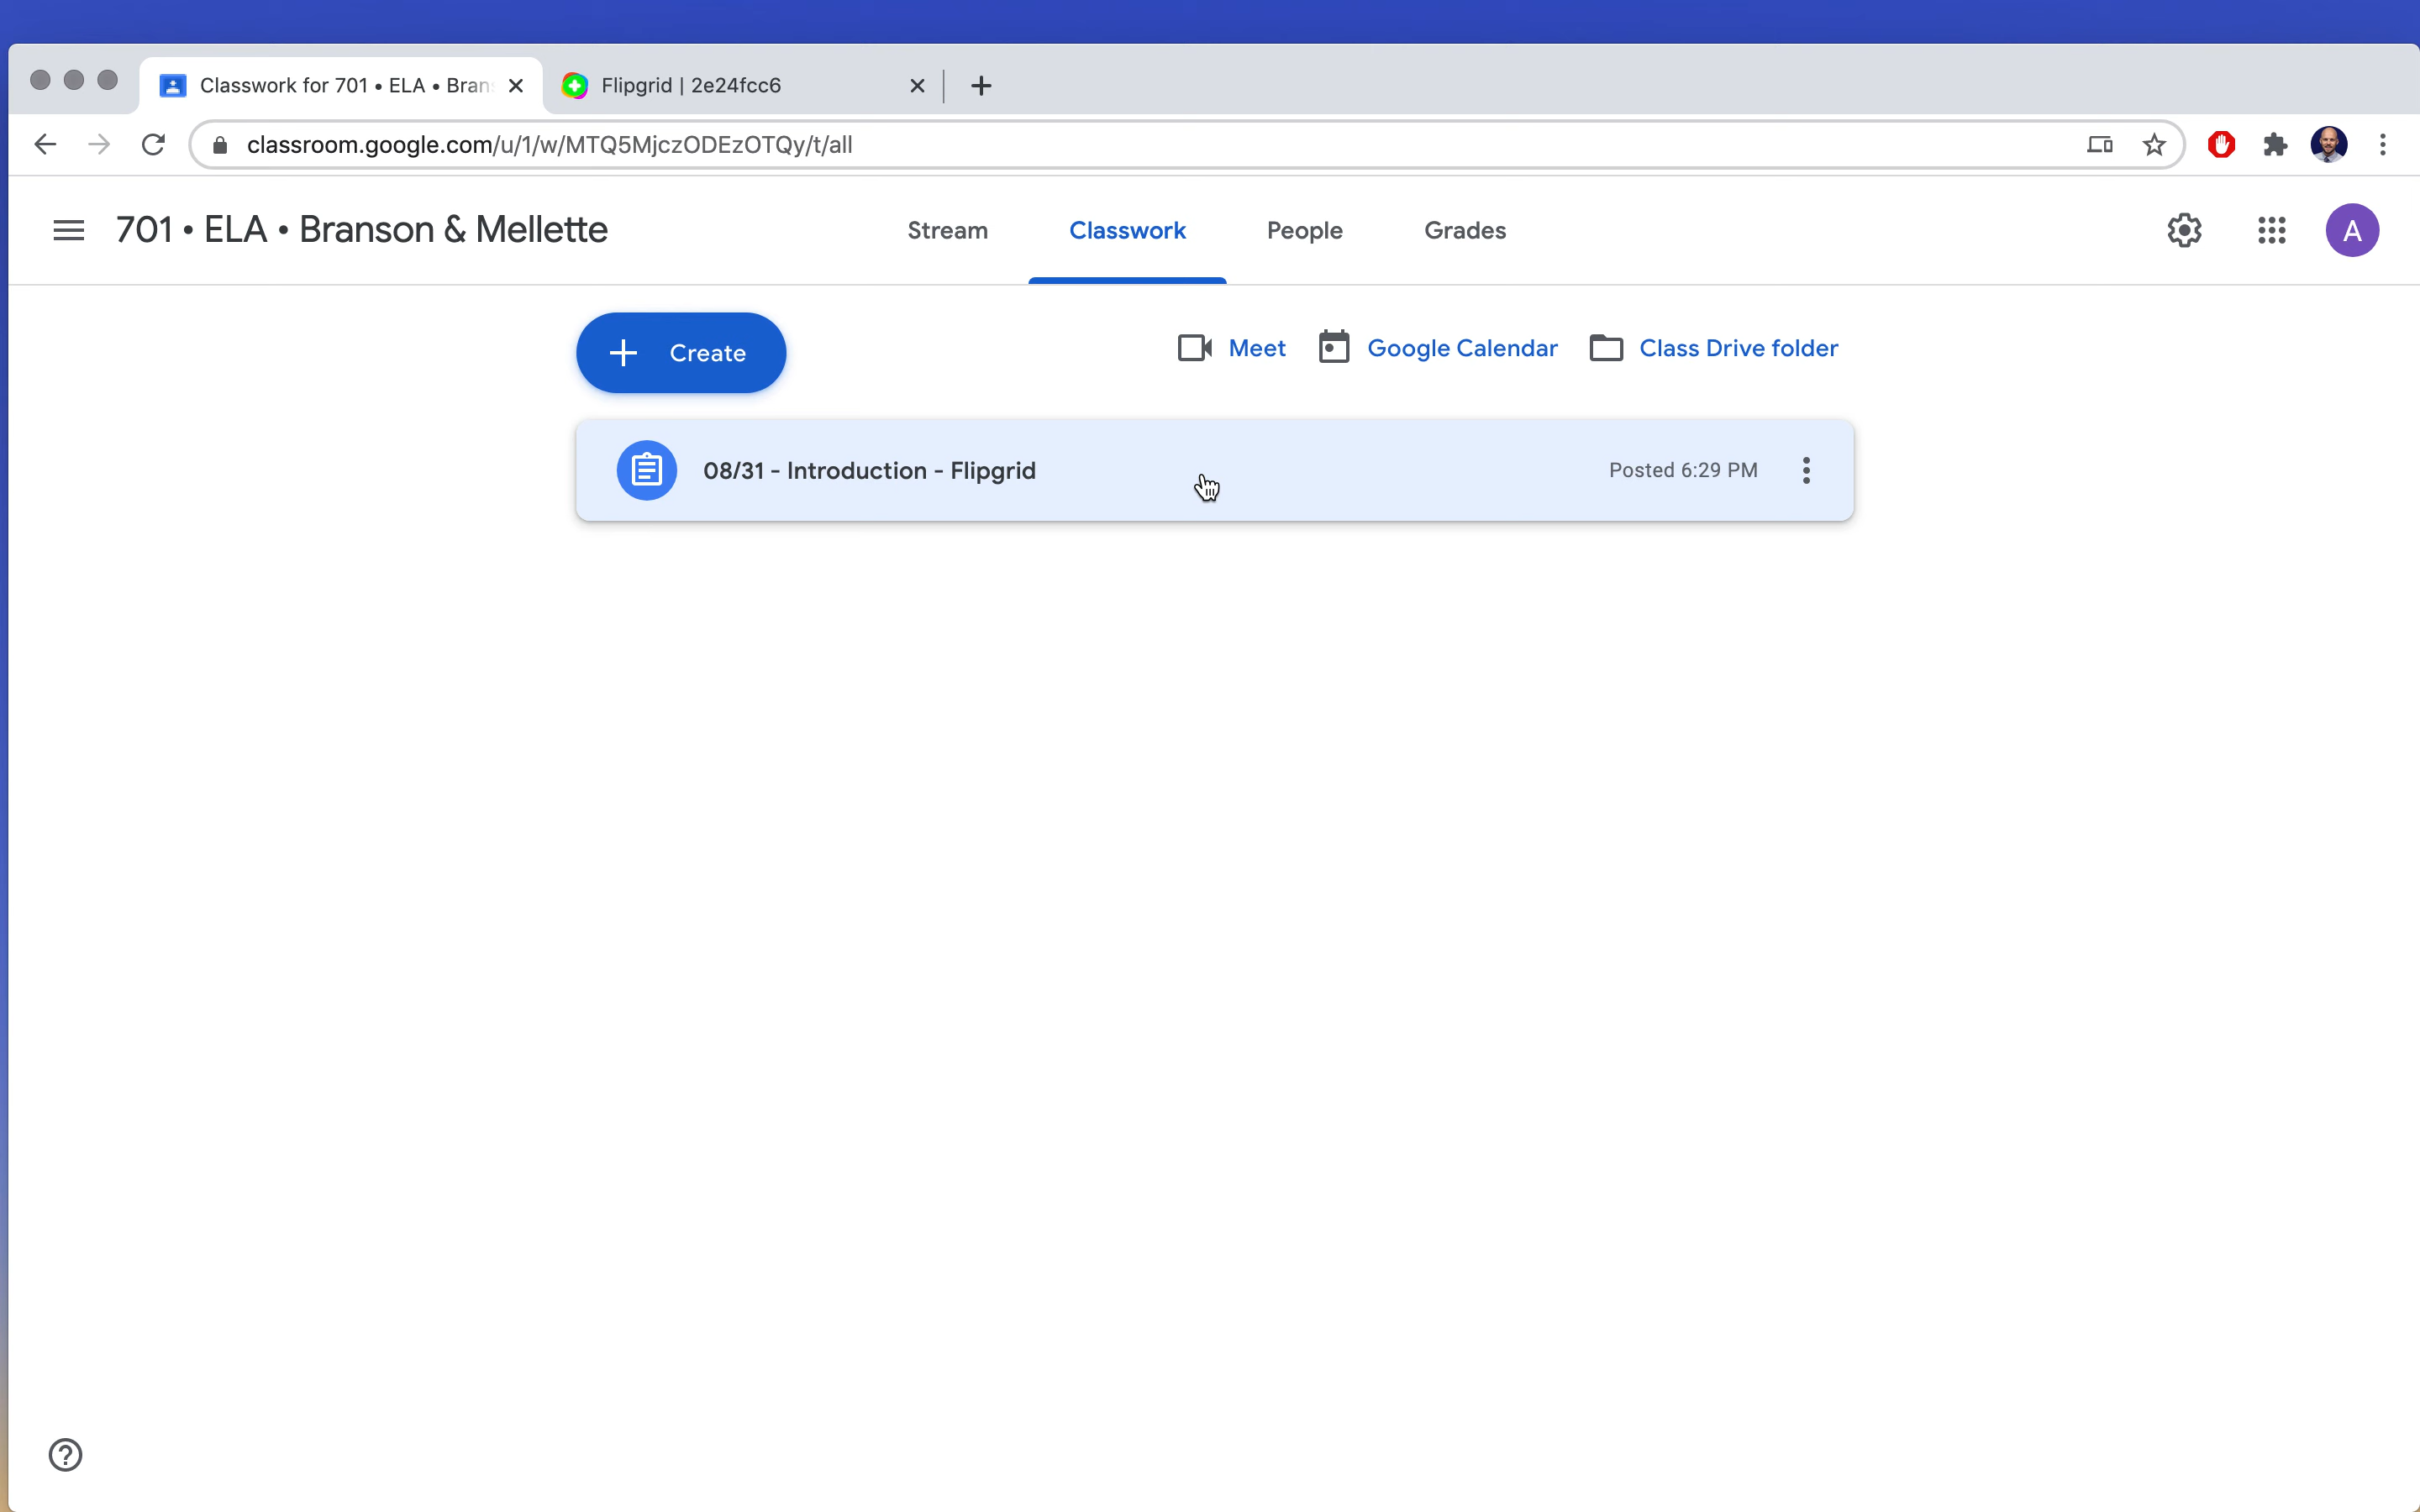 Classwork for 701 • ELA • Bran
Flipgrid | 2e24fcc6
classroom.google.com/u/1/w/MTQ5MjczODEzOTQy/t/all
701 • ELA • Branson & Mellette
Stream
Classwork
People
Grades
A
Create
Meet
Google Calendar
Class Drive folder
08/31 - Introduction - Flipgrid
Posted 6:29 PM